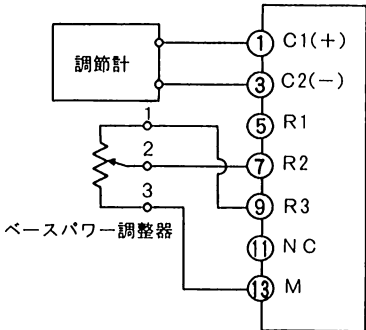 調節計
① C1(+)
③ C2(-)
⑤ R1
1
2
⑦ R2
3
⑨ R3
ベースパワー調整器
⑪ NC
⑬ M